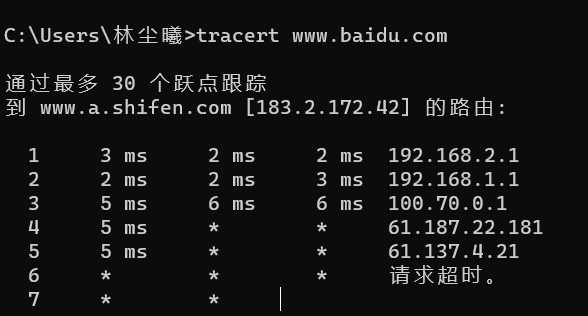 C:\Users\林尘曦>tracert www.baidu.com
通过最多 30 个跃点跟踪
到 www.a.shifen.com [183.2.172.42] 的路由:
1 3 ms 2 ms 2 ms 192.168.2.1
2 2 ms 2 ms 3 ms 192.168.1.1
3 5 ms 6 ms 6 ms 100.70.0.1
4 5 ms * * 61.187.22.181
5 5 ms * * 61.137.4.21
6 * * * 请求超时。
7 * *